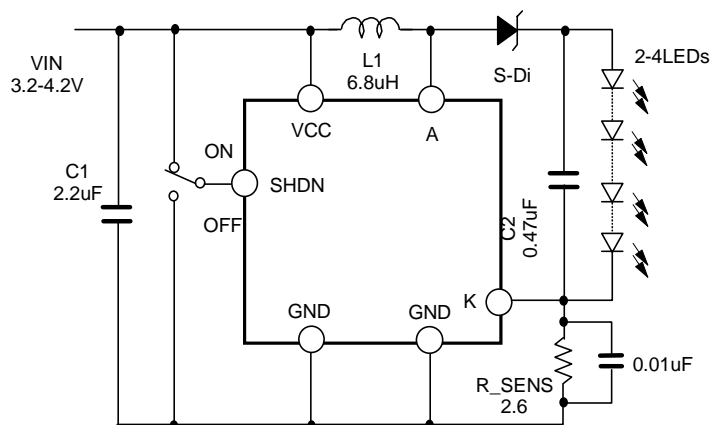 VIN
3.2-4.2V
L1
6.8uH
S-Di
2-4LEDs
VCC
A
C1
2.2uF
ON
SHDN
OFF
C2
0.47uF
K
GND
GND
R_SENS
2.6
0.01uF